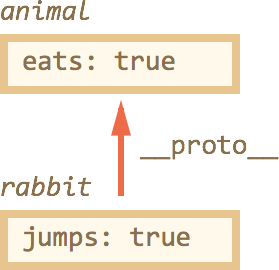 animal
eats: true
__proto__
rabbit
jumps: true